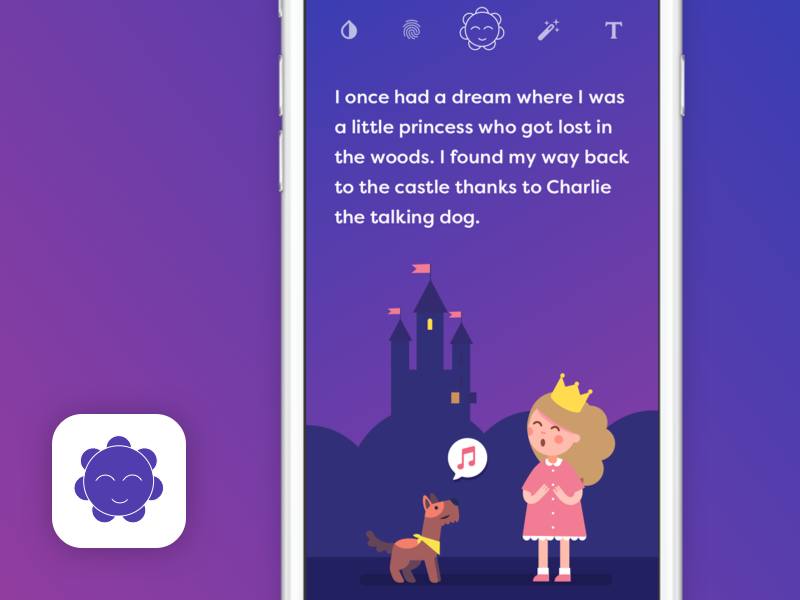 T
I once had a dream where I was
a little princess who got lost in
the woods. I found my way back
to the castle thanks to Charlie
the talking dog.